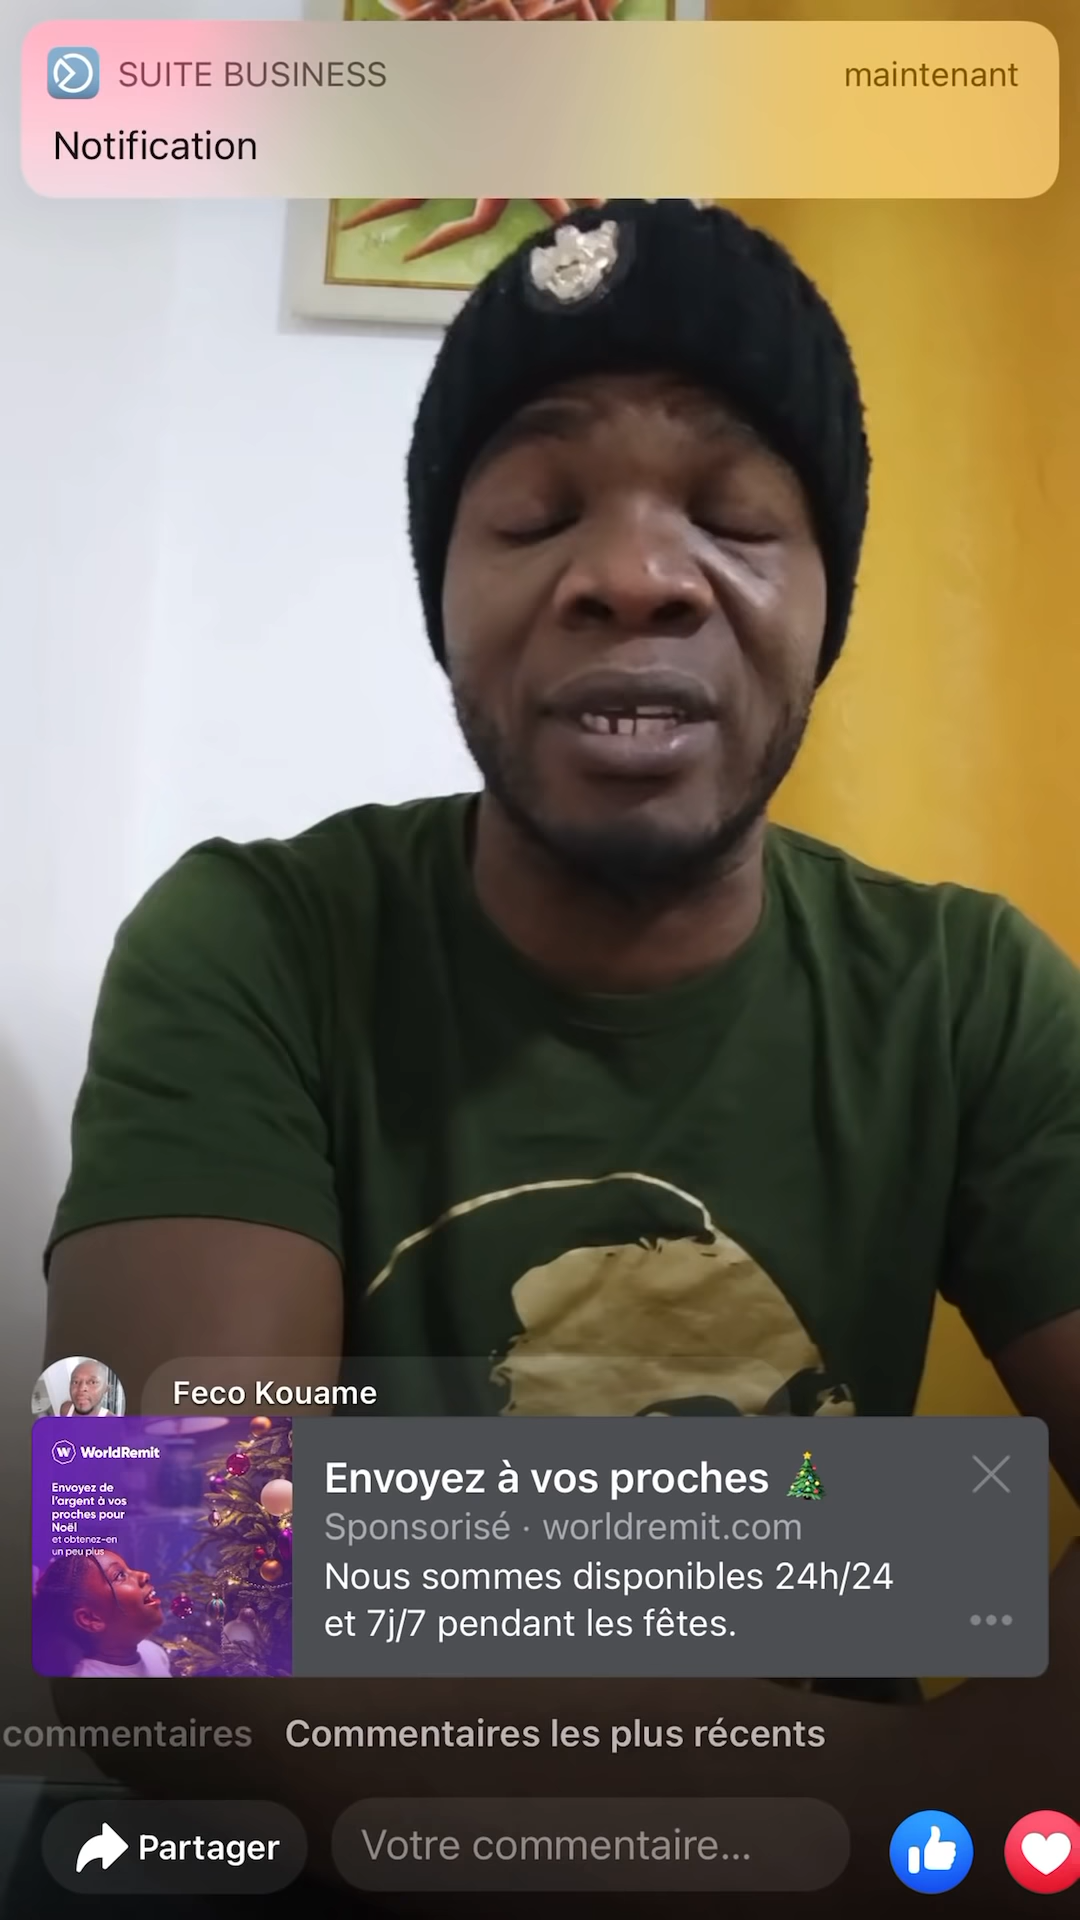 SUITE BUSINESS
maintenant
Notification
Feco Kouame
W WorldRemit
Envoyez de
l'argent à vos
proches pour
Noël
et obtenez-en
un peu plus
Envoyez à vos proches 🎄
Sponsorisé · worldremit.com
Nous sommes disponibles 24h/24
et 7j/7 pendant les fêtes.
commentaires
Commentaires les plus récents
Partager
Votre commentaire...